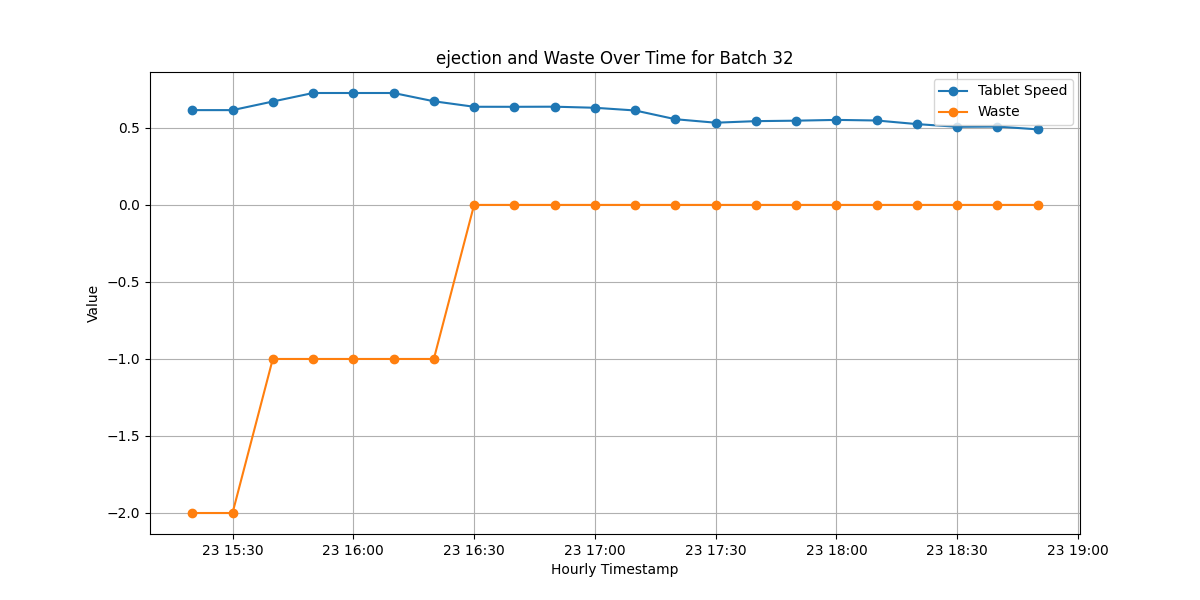 ejection and Waste Over Time for Batch 32
Tablet Speed
Waste
0.5
0.0
−0.5
−1.0
−1.5
−2.0
Value
23 15:30
23 16:00
23 16:30
23 17:00
23 17:30
23 18:00
23 18:30
23 19:00
Hourly Timestamp